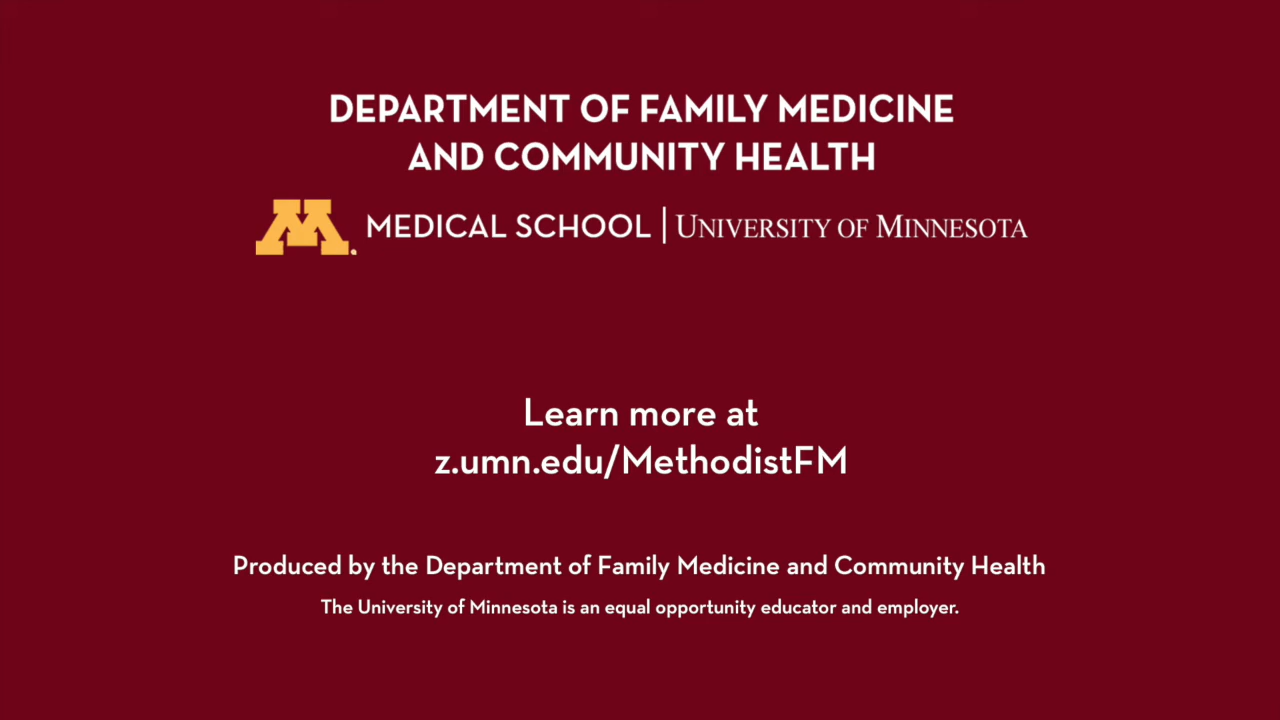 DEPARTMENT OF FAMILY MEDICINE
AND COMMUNITY HEALTH
M MEDICAL SCHOOL | UNIVERSITY OF MINNESOTA
Learn more at
z.umn.edu/MethodistFM
Produced by the Department of Family Medicine and Community Health
The University of Minnesota is an equal opportunity educator and employer.